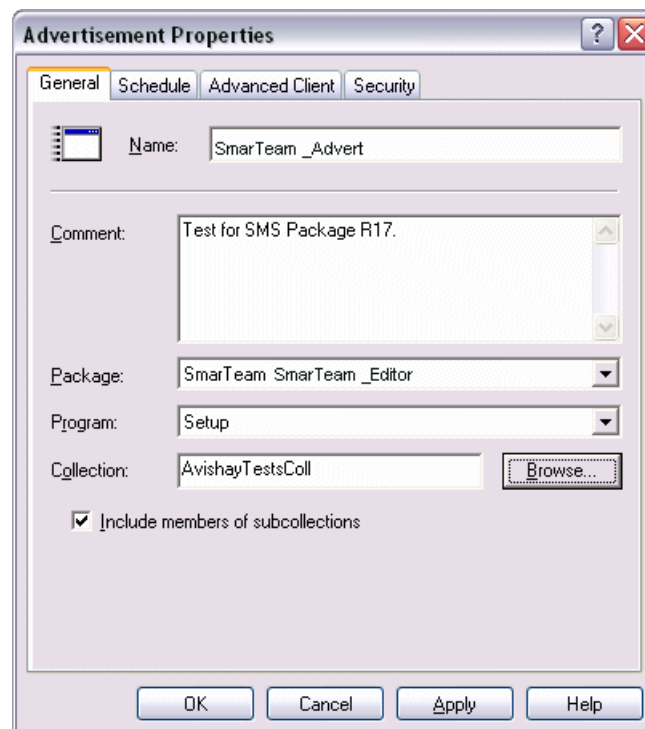 Advertisement Properties
General Schedule Advanced Client Security
Name: SmarTeam _Advert
Comment: Test for SMS Package R17.
Package: SmarTeam SmarTeam _Editor
Program: Setup
Collection: AvishayTestsColl Browse...
Include members of subcollections
OK Cancel Apply Help